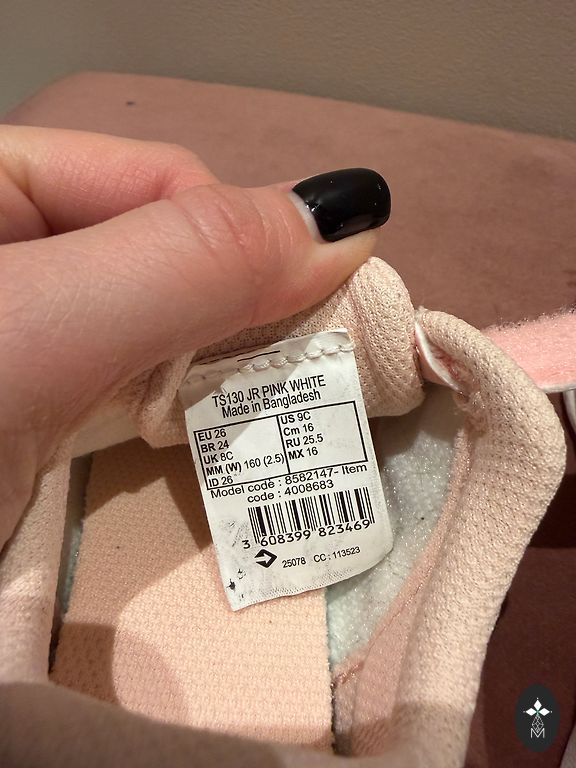 TS130 JR PINK WHITE
Made in Bangladesh
EU 26
BR 24
UK 8C
MM (W) 160 (2.5)
ID 26
US 9C
Cm 16
RU 25.5
MX 16
Model code : 8582147- Item
code : 4008683
3 608399 823469
25078 CC : 113523
M